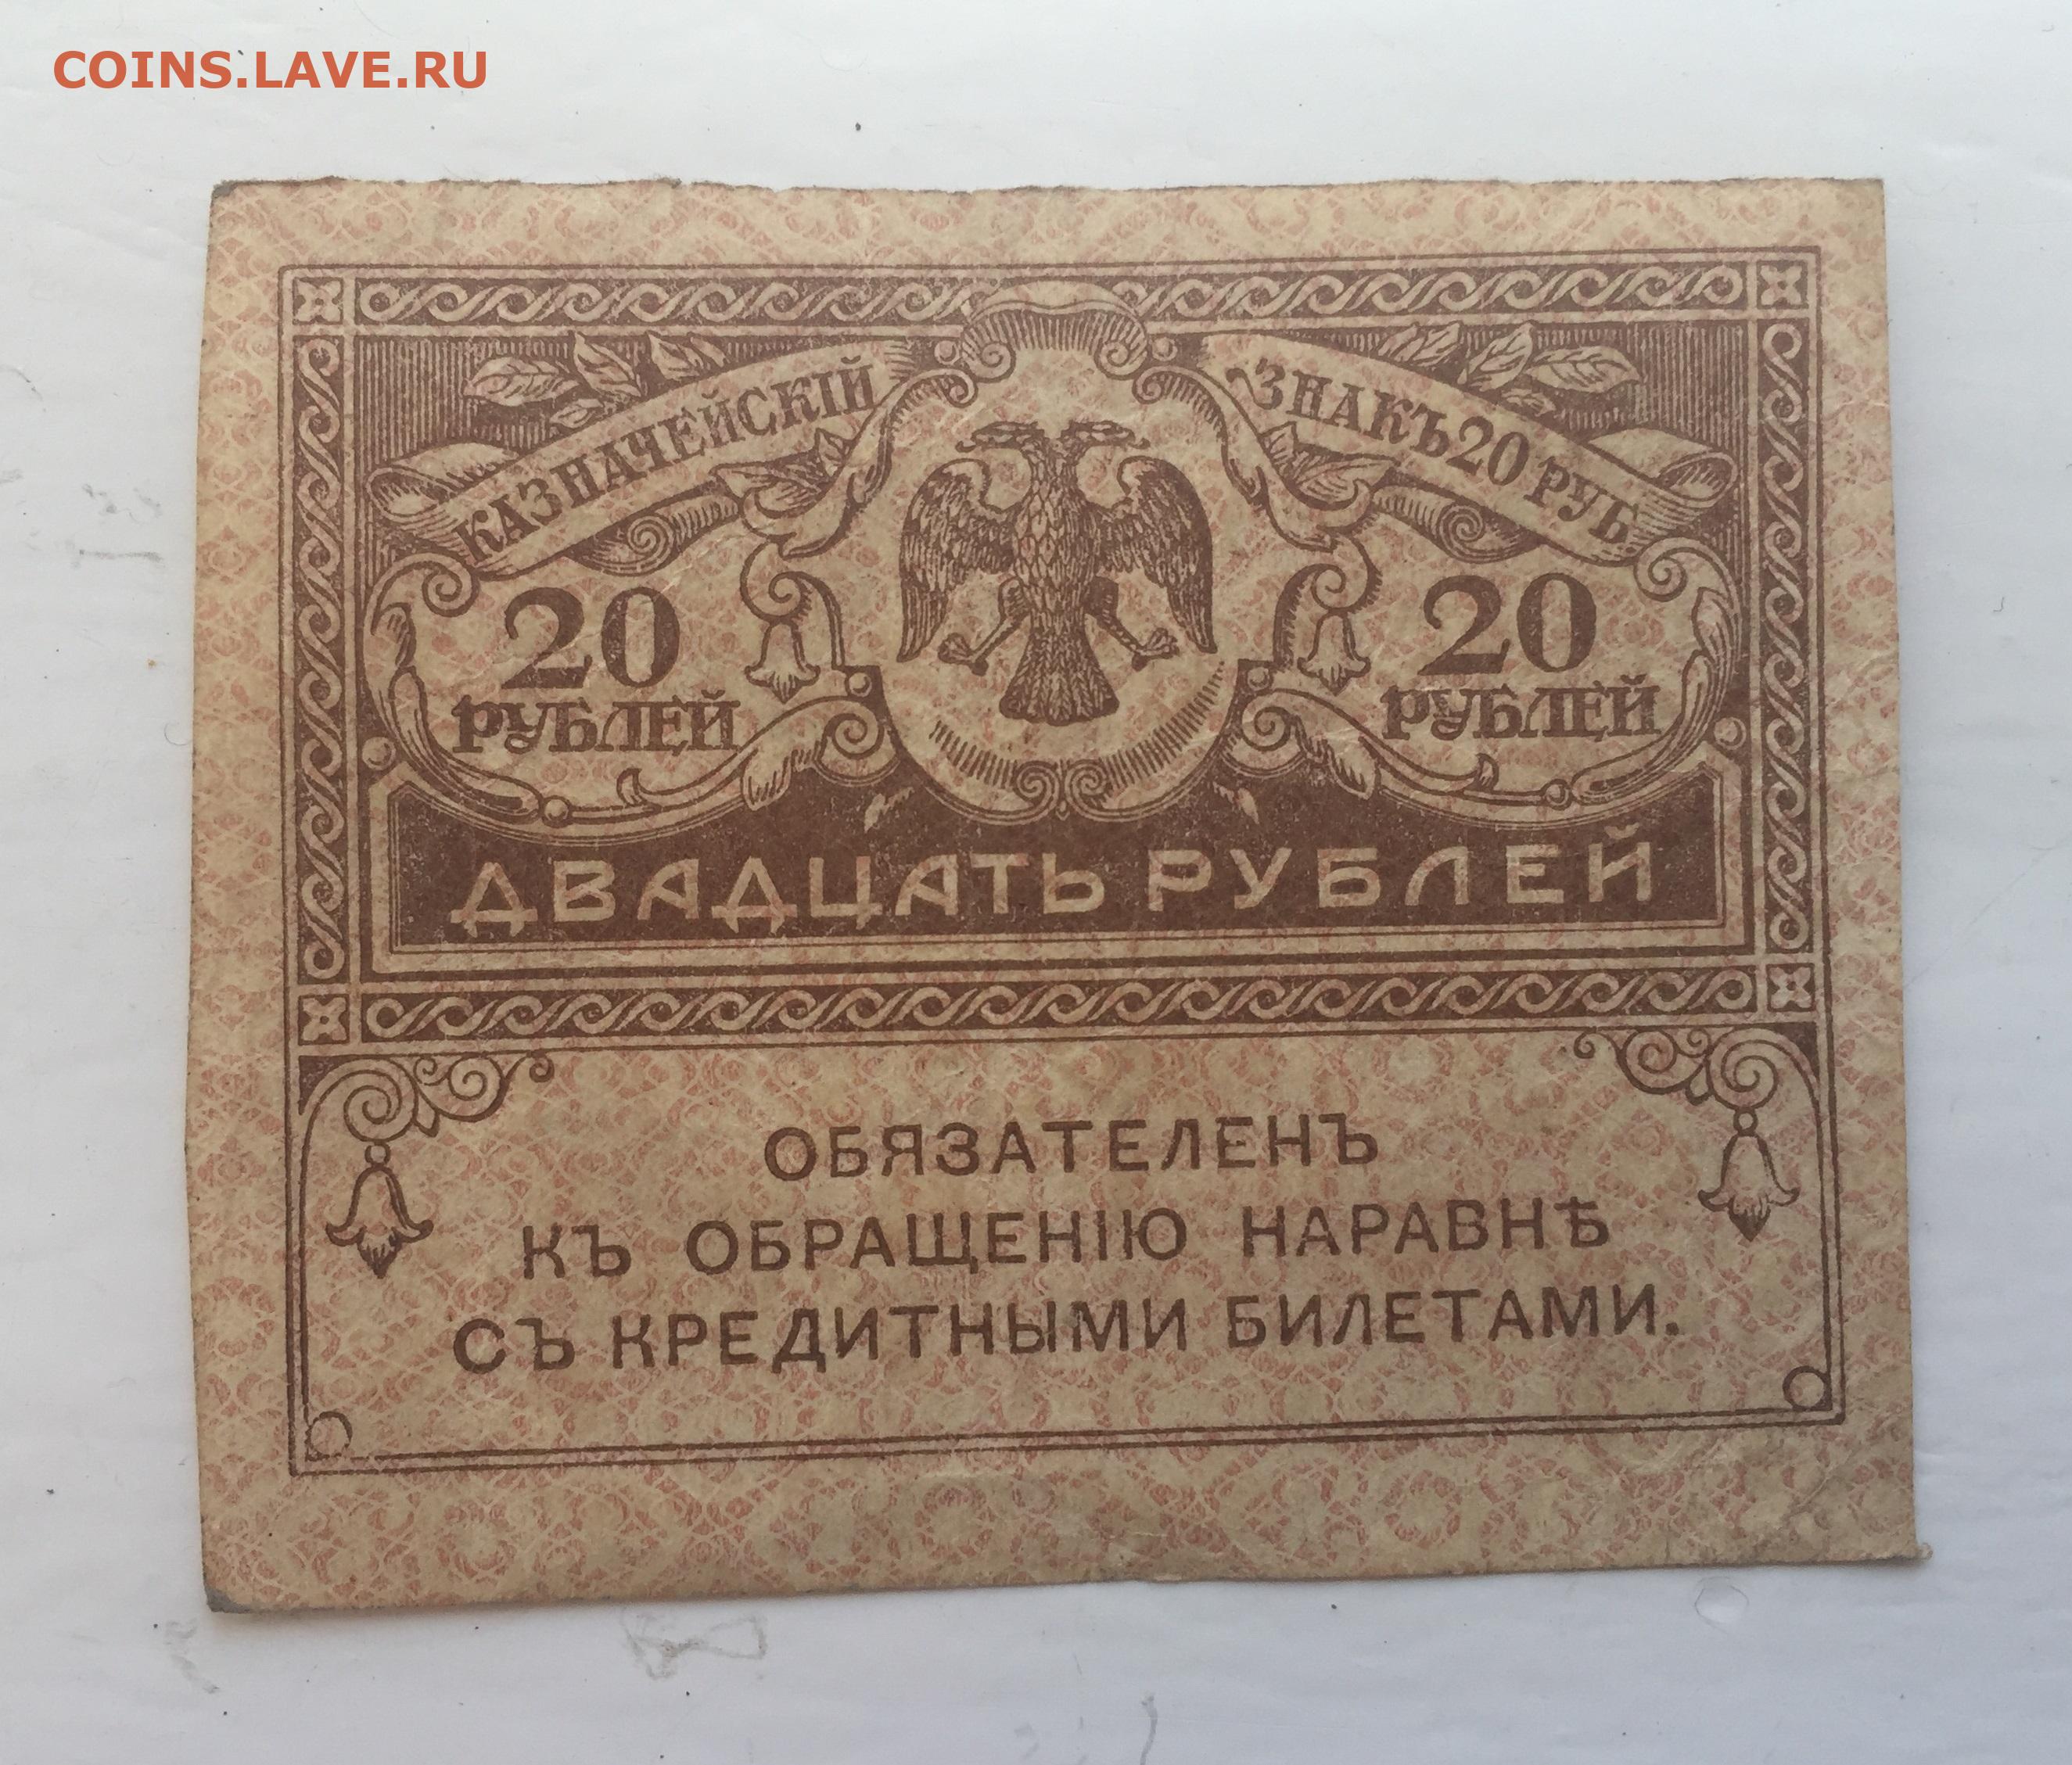 COINS.LAVE.RU
КАЗНАЧЕЙСКІЙ
ЗНАКЪ 20 РУБ
20
РУБЛЕЙ
20
РУБЛЕЙ
ДВАДЦАТЬ РУБЛЕЙ
ОБЯЗАТЕЛЕНЪ
КЪ ОБРАЩЕНІЮ НАРАВНѢ
СЪ КРЕДИТНЫМИ БИЛЕТАМИ.